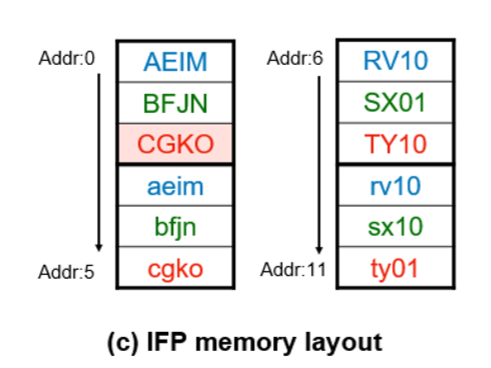 Addr:0
AEIM
BFJN
CGKO
aeim
bfjn
Addr:5
cgko
Addr:6
RV10
SX01
TY10
rv10
sx10
Addr:11
ty01
(c) IFP memory layout